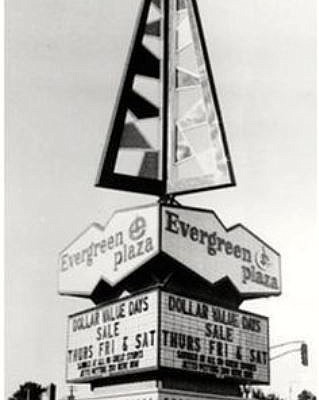 Evergreen
plaza
Evergreen
plaza
DOLLAR VALUE DAYS
SALE
THURS FRI & SAT
DOLLAR VALUE DAYS
SALE
THURS FRI & SAT